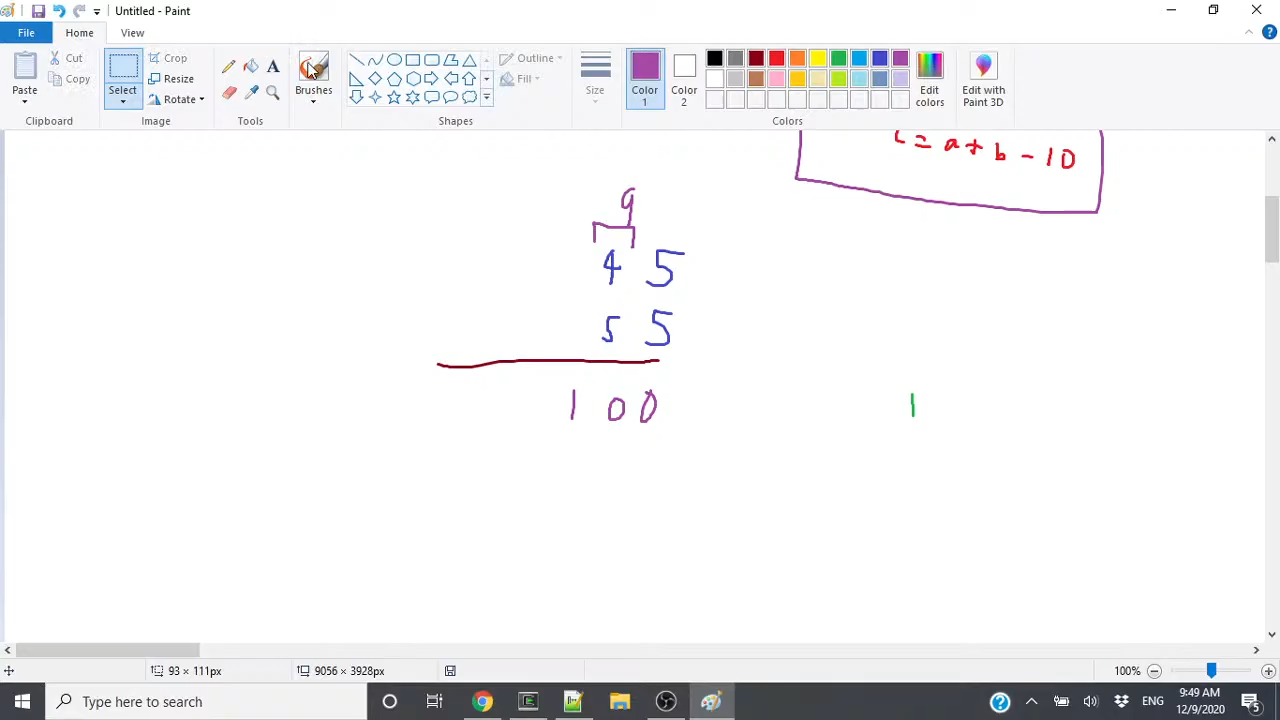 Untitled - Paint
File Home View
Paste
Cut
Copy
Clipboard
Select
Crop
Resize
Rotate
Image
A
Tools
Brushes
Outline
Fill
Shapes
Size
Color 1
Color 2
Edit colors
Edit with Paint 3D
Colors
= a + b - 10
9
4 5
5 5
1 0 0
1
93 × 111px
9056 × 3928px
100%
Type here to search
ENG
9:49 AM
12/9/2020
5